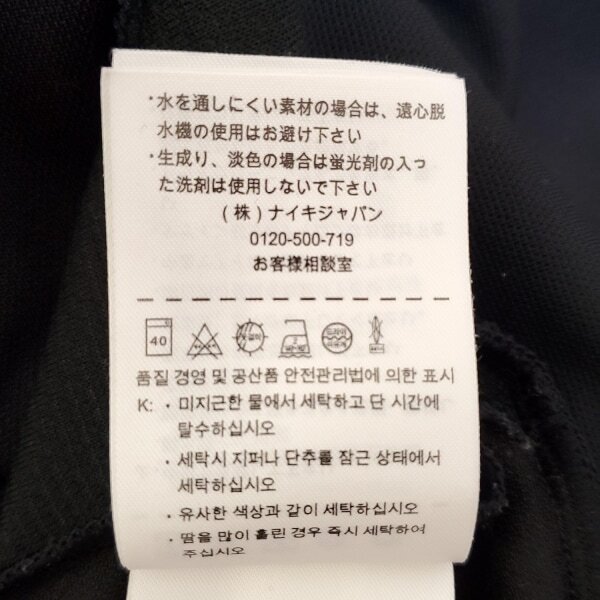 ・水を通しにくい素材の場合は、遠心脱
水機の使用はお避け下さい
・生成り、淡色の場合は蛍光剤の入っ
た洗剤は使用しないで下さい
(株)ナイキジャパン
0120-500-719
お客様相談室
40
품질 경영 및 공산품 안전관리법에 의한 표시
K: · 미지근한 물에서 세탁하고 단 시간에
탈수하십시오
· 세탁시 지퍼나 단추를 잠근 상태에서
세탁하십시오
· 유사한 색상과 같이 세탁하십시오
· 땀을 많이 흘린 경우 즉시 세탁하여
주십시오